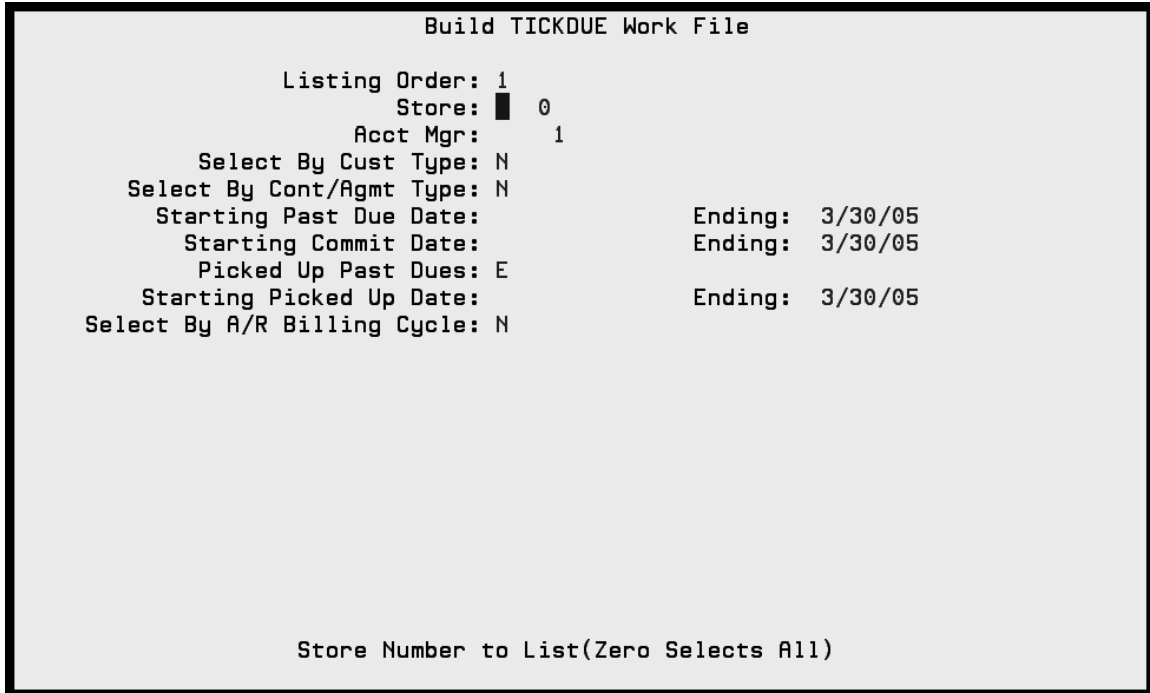 Build TICKDUE Work File
Listing Order: 1
Store: 0
Acct Mgr: 1
Select By Cust Type: N
Select By Cont/Agmt Type: N
Starting Past Due Date: Ending: 3/30/05
Starting Commit Date: Ending: 3/30/05
Picked Up Past Dues: E
Starting Picked Up Date: Ending: 3/30/05
Select By A/R Billing Cycle: N
Store Number to List(Zero Selects All)